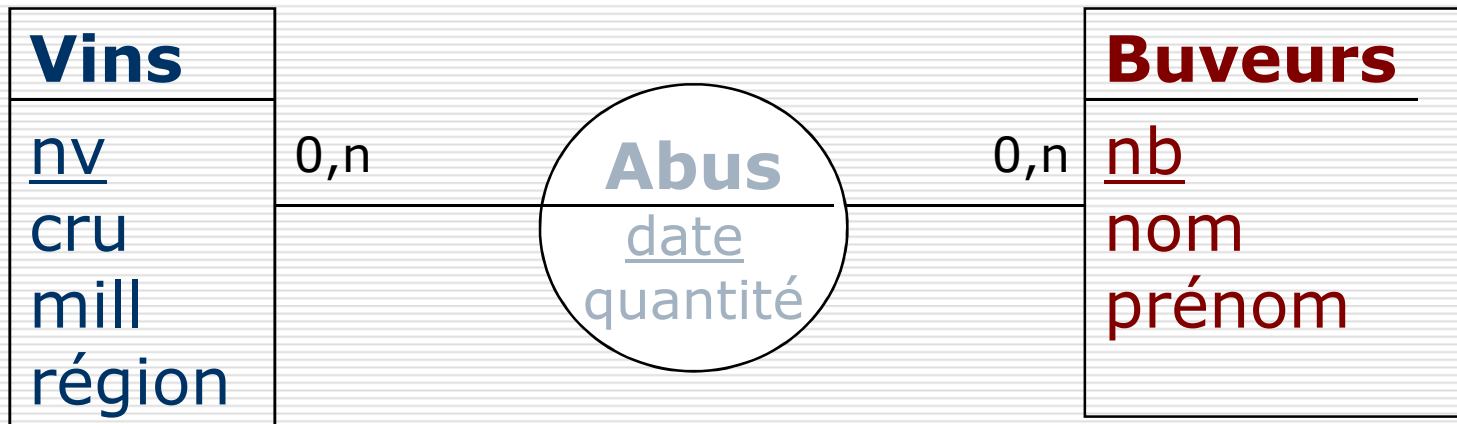 Vins
nv
cru
mill
région
0,n
Abus
date
quantité
0,n
Buveurs
nb
nom
prénom